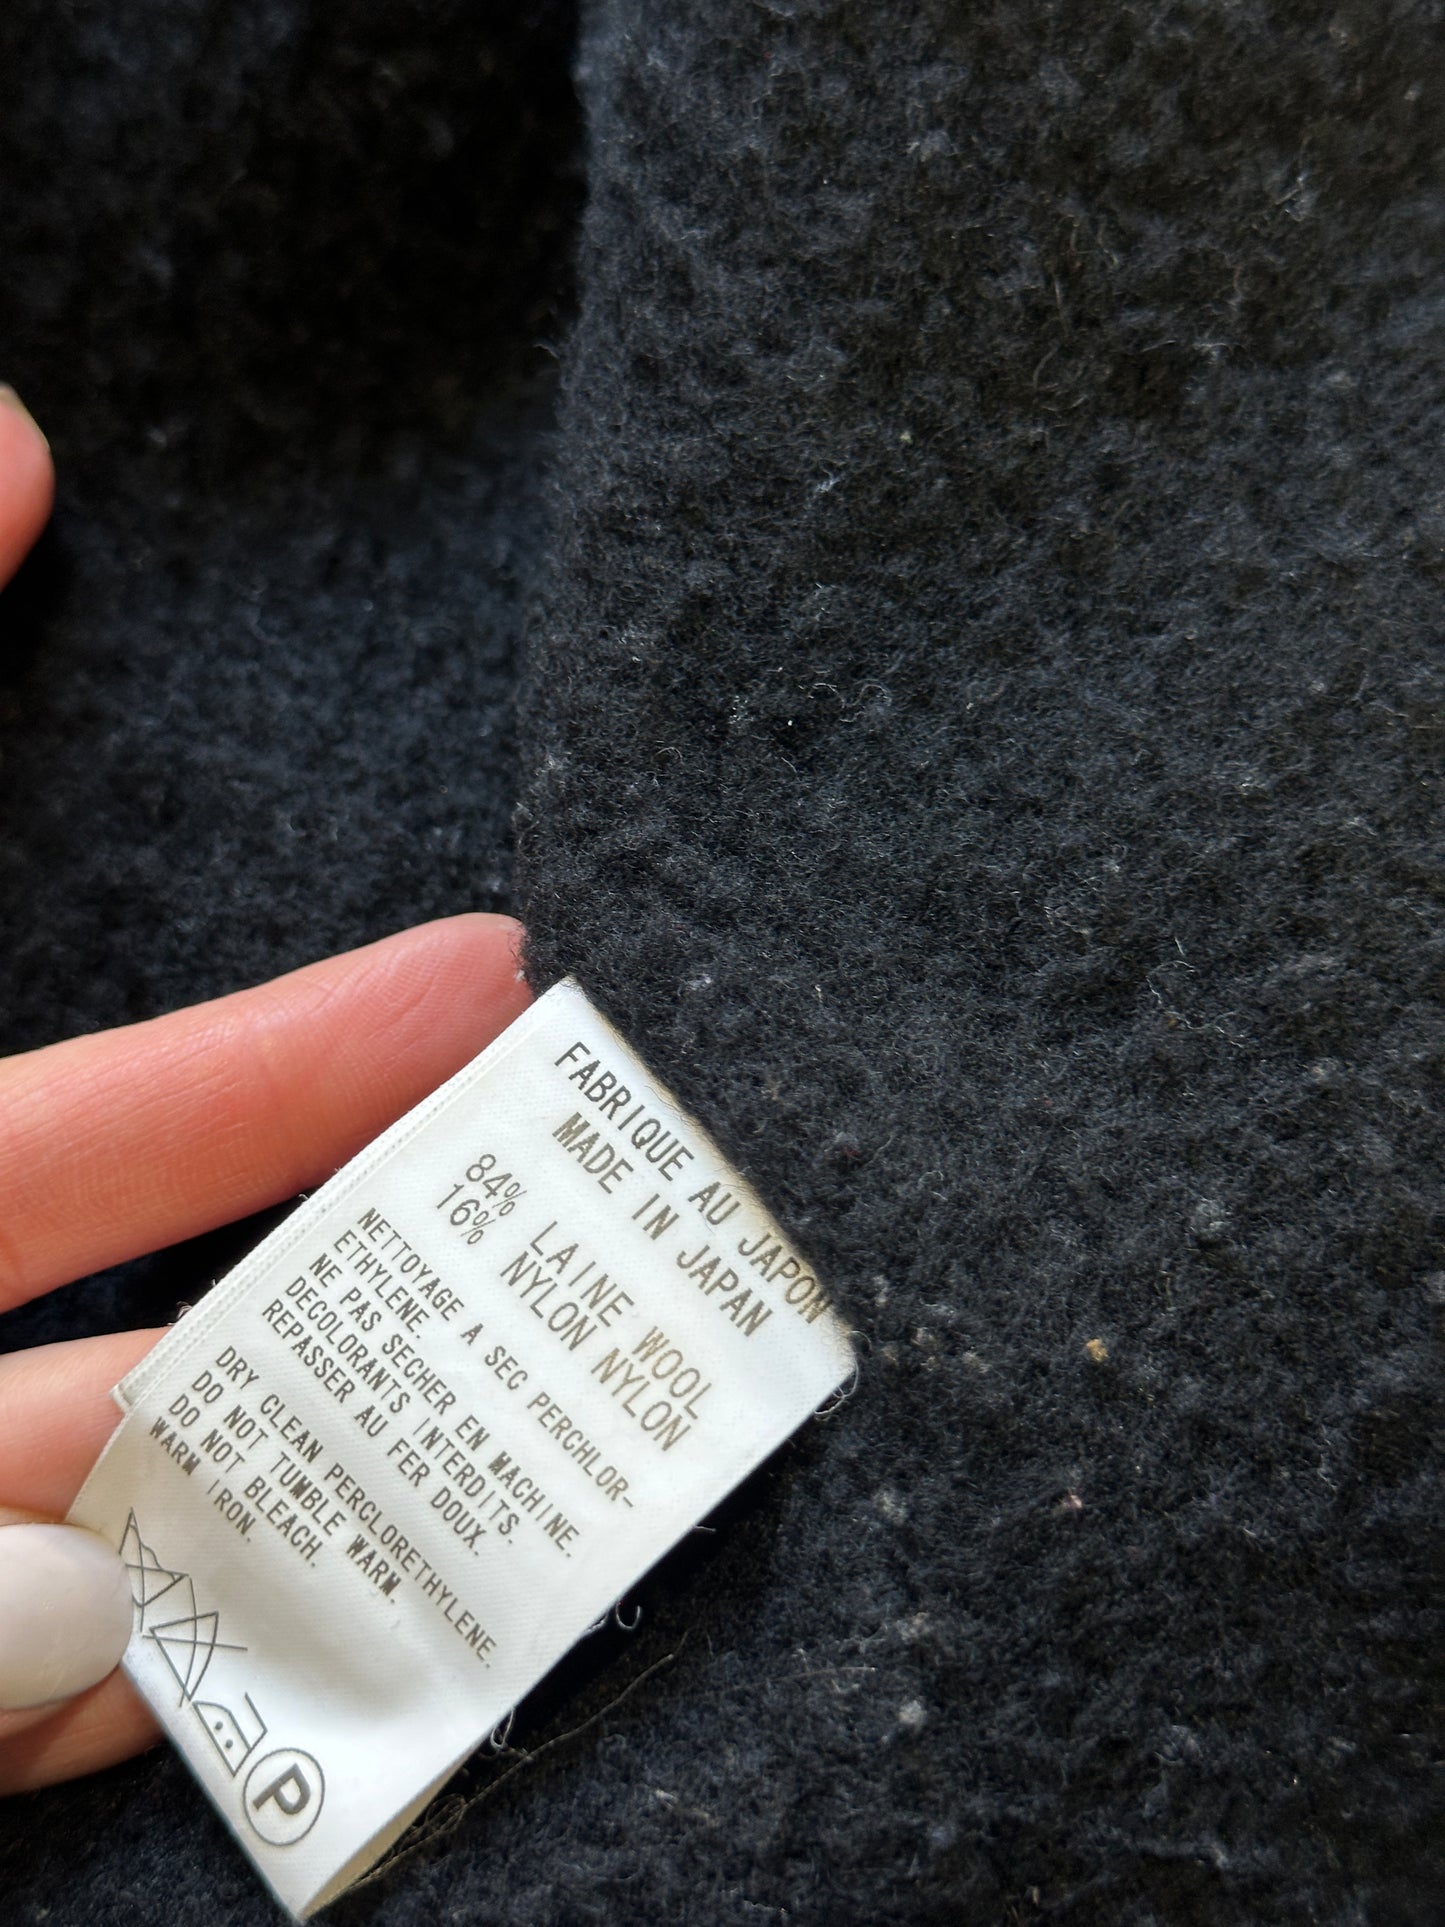 FABRIQUE AU JAPON
MADE IN JAPAN
84% LAINE WOOL
16% NYLON NYLON
NETTOYAGE A SEC PERCHLOR-
ETHYLENE.
NE PAS SECHER EN MACHINE.
DECOLORANTS INTERDITS.
REPASSER AU FER DOUX.
DRY CLEAN PERCLORETHYLENE.
DO NOT TUMBLE WARM.
DO NOT BLEACH.
WARM IRON.
P